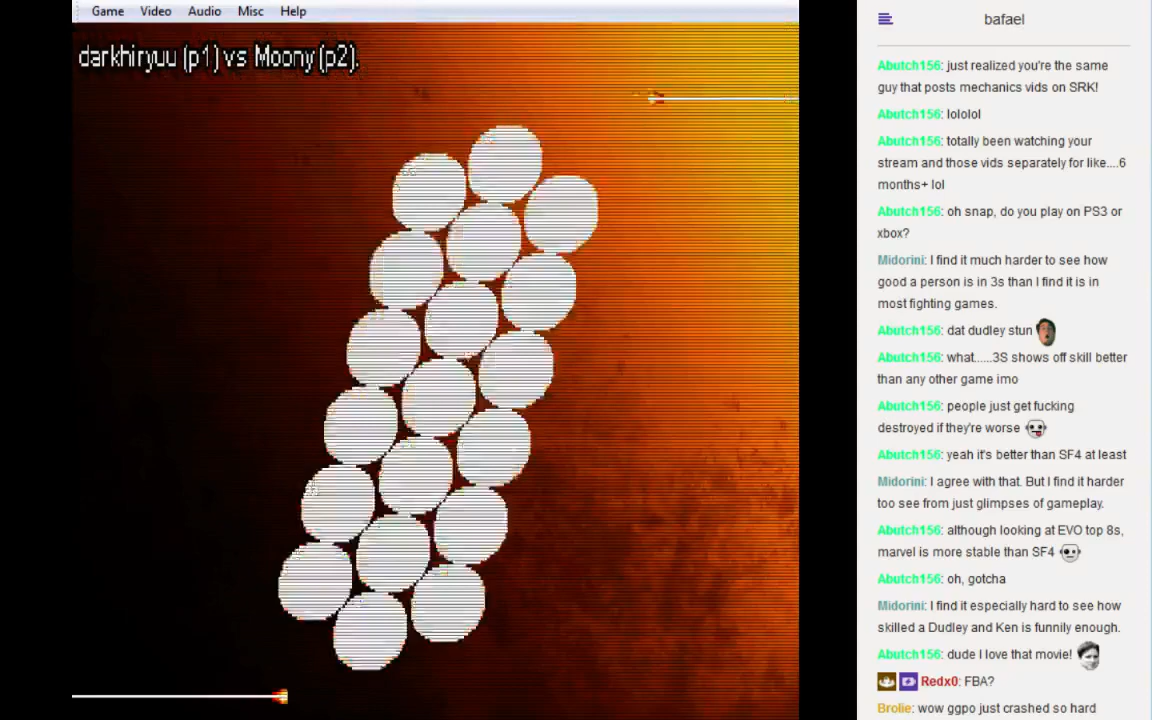 Game Video Audio Misc Help
darkhiryuu (p1) vs Moony (p2).
bafael
Abutch156: just realized you're the same
guy that posts mechanics vids on SRK!
Abutch156: lololol
Abutch156: totally been watching your
stream and those vids separately for like....6
months+ lol
Abutch156: oh snap, do you play on PS3 or
xbox?
Midorini: I find it much harder to see how
good a person is in 3s than I find it is in
most fighting games.
Abutch156: dat dudley stun
Abutch156: what......3S shows off skill better
than any other game imo
Abutch156: people just get fucking
destroyed if they're worse
Abutch156: yeah it's better than SF4 at least
Midorini: I agree with that. But I find it harder
too see from just glimpses of gameplay.
Abutch156: although looking at EVO top 8s,
marvel is more stable than SF4
Abutch156: oh, gotcha
Midorini: I find it especially hard to see how
skilled a Dudley and Ken is funnily enough.
Abutch156: dude I love that movie!
Redx0: FBA?
Brolie: wow ggpo just crashed so hard